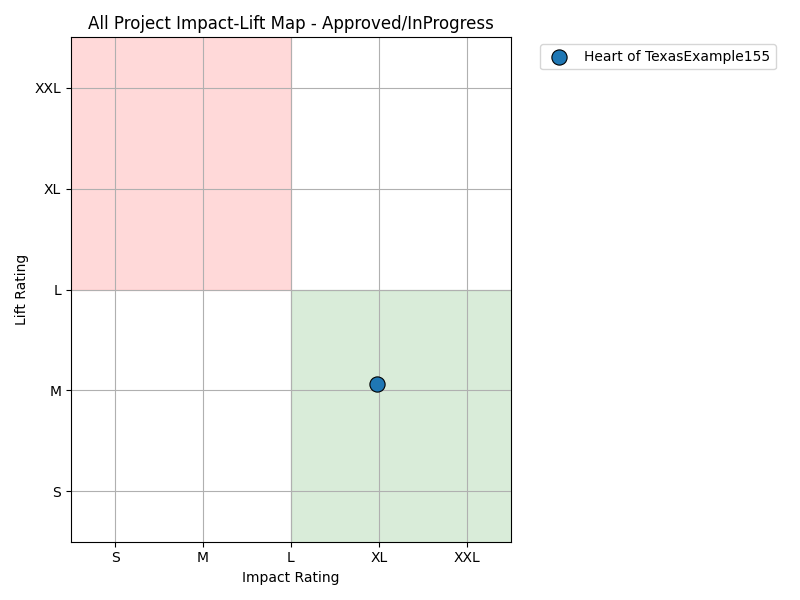 All Project Impact-Lift Map - Approved/InProgress
Heart of TexasExample155
XXL
XL
L
M
S
Lift Rating
S M L XL XXL
Impact Rating